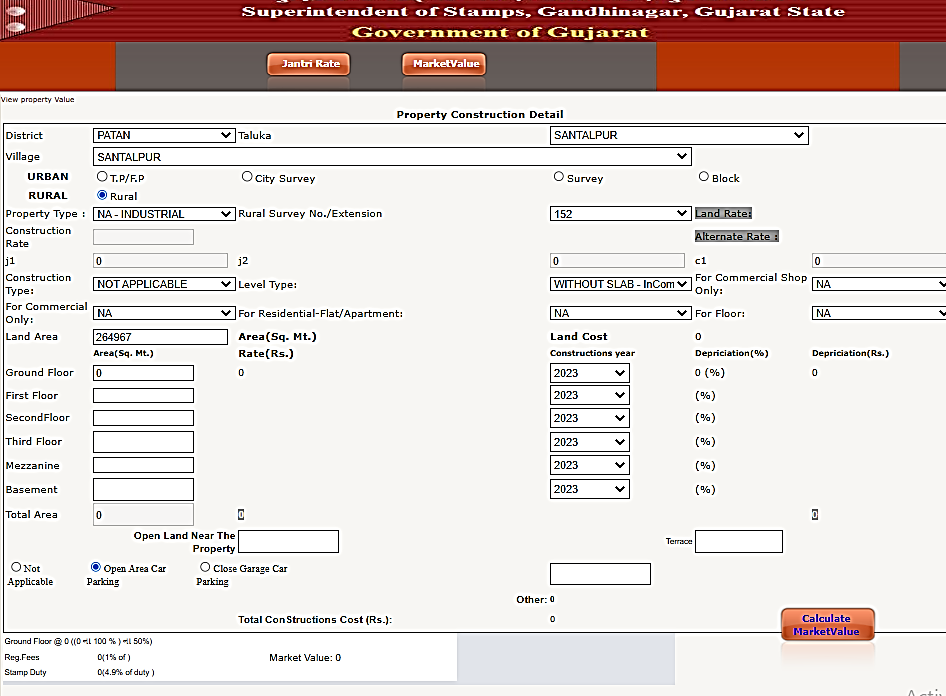 Superintendent of Stamps, Gandhinagar, Gujarat State
Government of Gujarat
Jantri Rate MarketValue
View property Value
Property Construction Detail
District PATAN Taluka SANTALPUR
Village SANTALPUR
URBAN T.P/F.P City Survey Survey Block
RURAL Rural
Property Type : NA - INDUSTRIAL Rural Survey No./Extension 152 Land Rate:
Construction Rate Alternate Rate :
j1 0 j2 0 c1 0
Construction Type: NOT APPLICABLE Level Type: WITHOUT SLAB - InCom For Commercial Shop Only: NA
For Commercial Only: NA For Residential-Flat/Apartment: NA For Floor: NA
Land Area 264967 Area(Sq. Mt.) Land Cost 0
Area(Sq. Mt.) Rate(Rs.) Constructions year Depriciation(%) Depriciation(Rs.)
Ground Floor 0 0 2023 0 (%) 0
First Floor 2023 (%)
SecondFloor 2023 (%)
Third Floor 2023 (%)
Mezzanine 2023 (%)
Basement 2023 (%)
Total Area 0 0 0
Open Land Near The Property Terrace
Not Applicable Open Area Car Parking Close Garage Car Parking
Other: 0
Total ConStructions Cost (Rs.): 0
Calculate MarketValue
Ground Floor @ 0 ((0 100 % ) 50%)
Reg.Fees 0(1% of ) Market Value: 0
Stamp Duty 0(4.9% of duty )